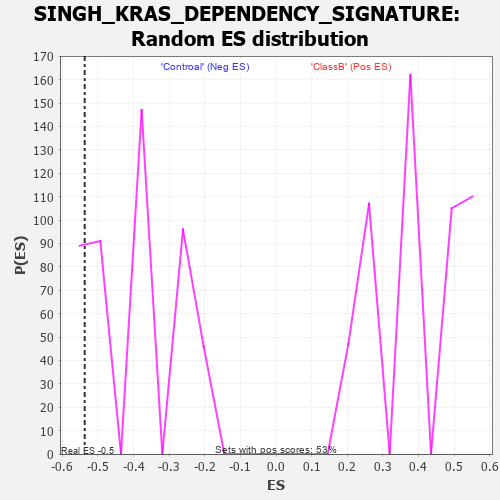 SINGH_KRAS_DEPENDENCY_SIGNATURE:
Random ES distribution
'Controal' (Neg ES) 'ClassB' (Pos ES)
170
160
150
140
130
120
110
100
90
80
70
60
50
40
30
20
10
0
P(ES)
Real ES -0.5 Sets with pos scores: 53%
-0.6 -0.5 -0.4 -0.3 -0.2 -0.1 0.0 0.1 0.2 0.3 0.4 0.5 0.6
ES